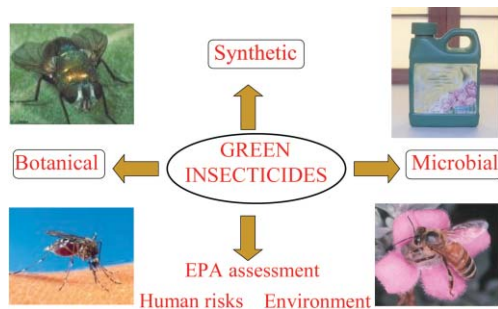 Synthetic
Botanical
GREEN
INSECTICIDES
Microbial
EPA assessment
Human risks Environment